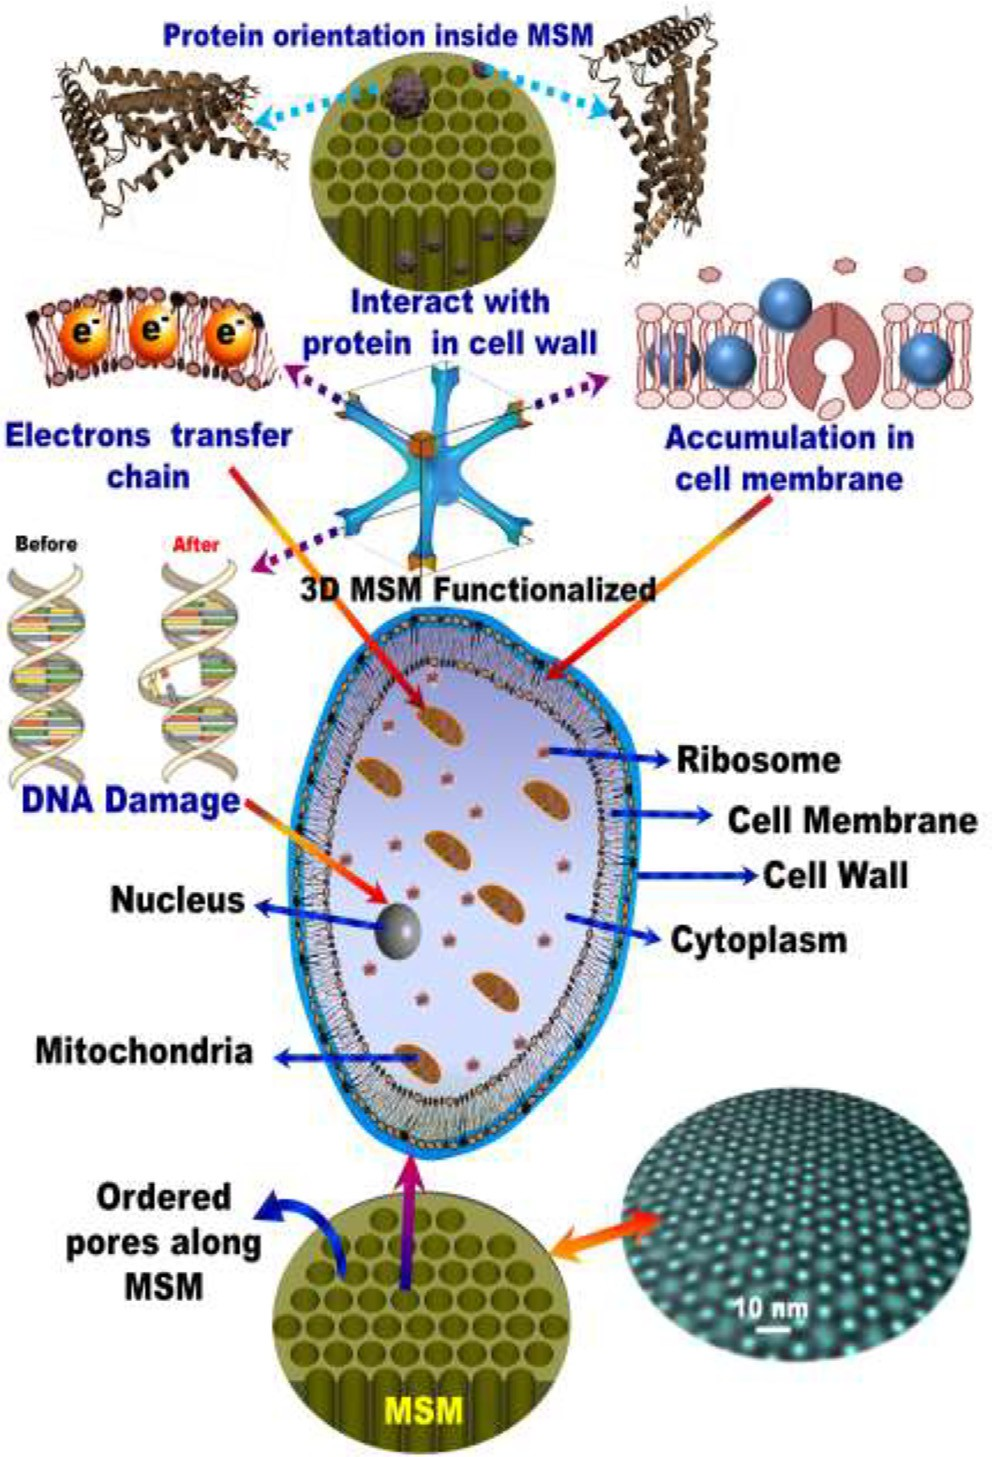 Protein orientation inside MSM
Interact with
protein in cell wall
e-
e-
e-
Electrons transfer
chain
Accumulation in
cell membrane
Before
After
3D MSM Functionalized
DNA Damage
Ribosome
Cell Membrane
Cell Wall
Nucleus
Cytoplasm
Mitochondria
Ordered
pores along
MSM
10 nm
MSM